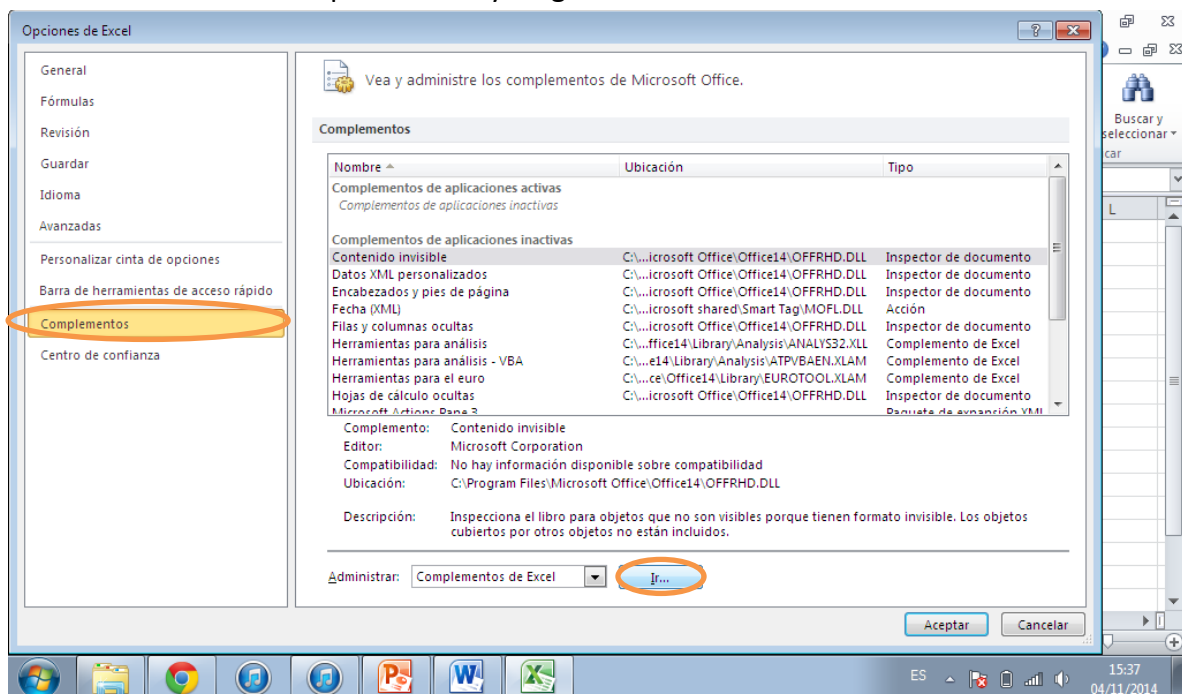 Opciones de Excel
General
Fórmulas
Revisión
Guardar
Idioma
Avanzadas
Personalizar cinta de opciones
Barra de herramientas de acceso rápido
Complementos
Centro de confianza
Vea y administre los complementos de Microsoft Office.
Complementos
Nombre Ubicación Tipo
Complementos de aplicaciones activas
Complementos de aplicaciones inactivas
Complementos de aplicaciones inactivas
Contenido invisible C:\...icrosoft Office\Office14\OFFRHD.DLL Inspector de documento
Datos XML personalizados C:\...icrosoft Office\Office14\OFFRHD.DLL Inspector de documento
Encabezados y pies de página C:\...icrosoft Office\Office14\OFFRHD.DLL Inspector de documento
Fecha (XML) C:\...icrosoft shared\Smart Tag\MOFL.DLL Acción
Filas y columnas ocultas C:\...icrosoft Office\Office14\OFFRHD.DLL Inspector de documento
Herramientas para análisis C:\...ffice14\Library\Analysis\ANALYS32.XLL Complemento de Excel
Herramientas para análisis - VBA C:\...e14\Library\Analysis\ATPVBAEN.XLAM Complemento de Excel
Herramientas para el euro C:\...ce\Office14\Library\EUROTOOL.XLAM Complemento de Excel
Hojas de cálculo ocultas C:\...icrosoft Office\Office14\OFFRHD.DLL Inspector de documento
Microsoft Actions Pane 3 Paquete de expansión XML
Complemento: Contenido invisible
Editor: Microsoft Corporation
Compatibilidad: No hay información disponible sobre compatibilidad
Ubicación: C:\Program Files\Microsoft Office\Office14\OFFRHD.DLL
Descripción: Inspecciona el libro para objetos que no son visibles porque tienen formato invisible. Los objetos
cubiertos por otros objetos no están incluidos.
Administrar: Complementos de Excel Ir...
Aceptar Cancelar
Buscar y
seleccionar
car
L
ES
15:37
04/11/2014